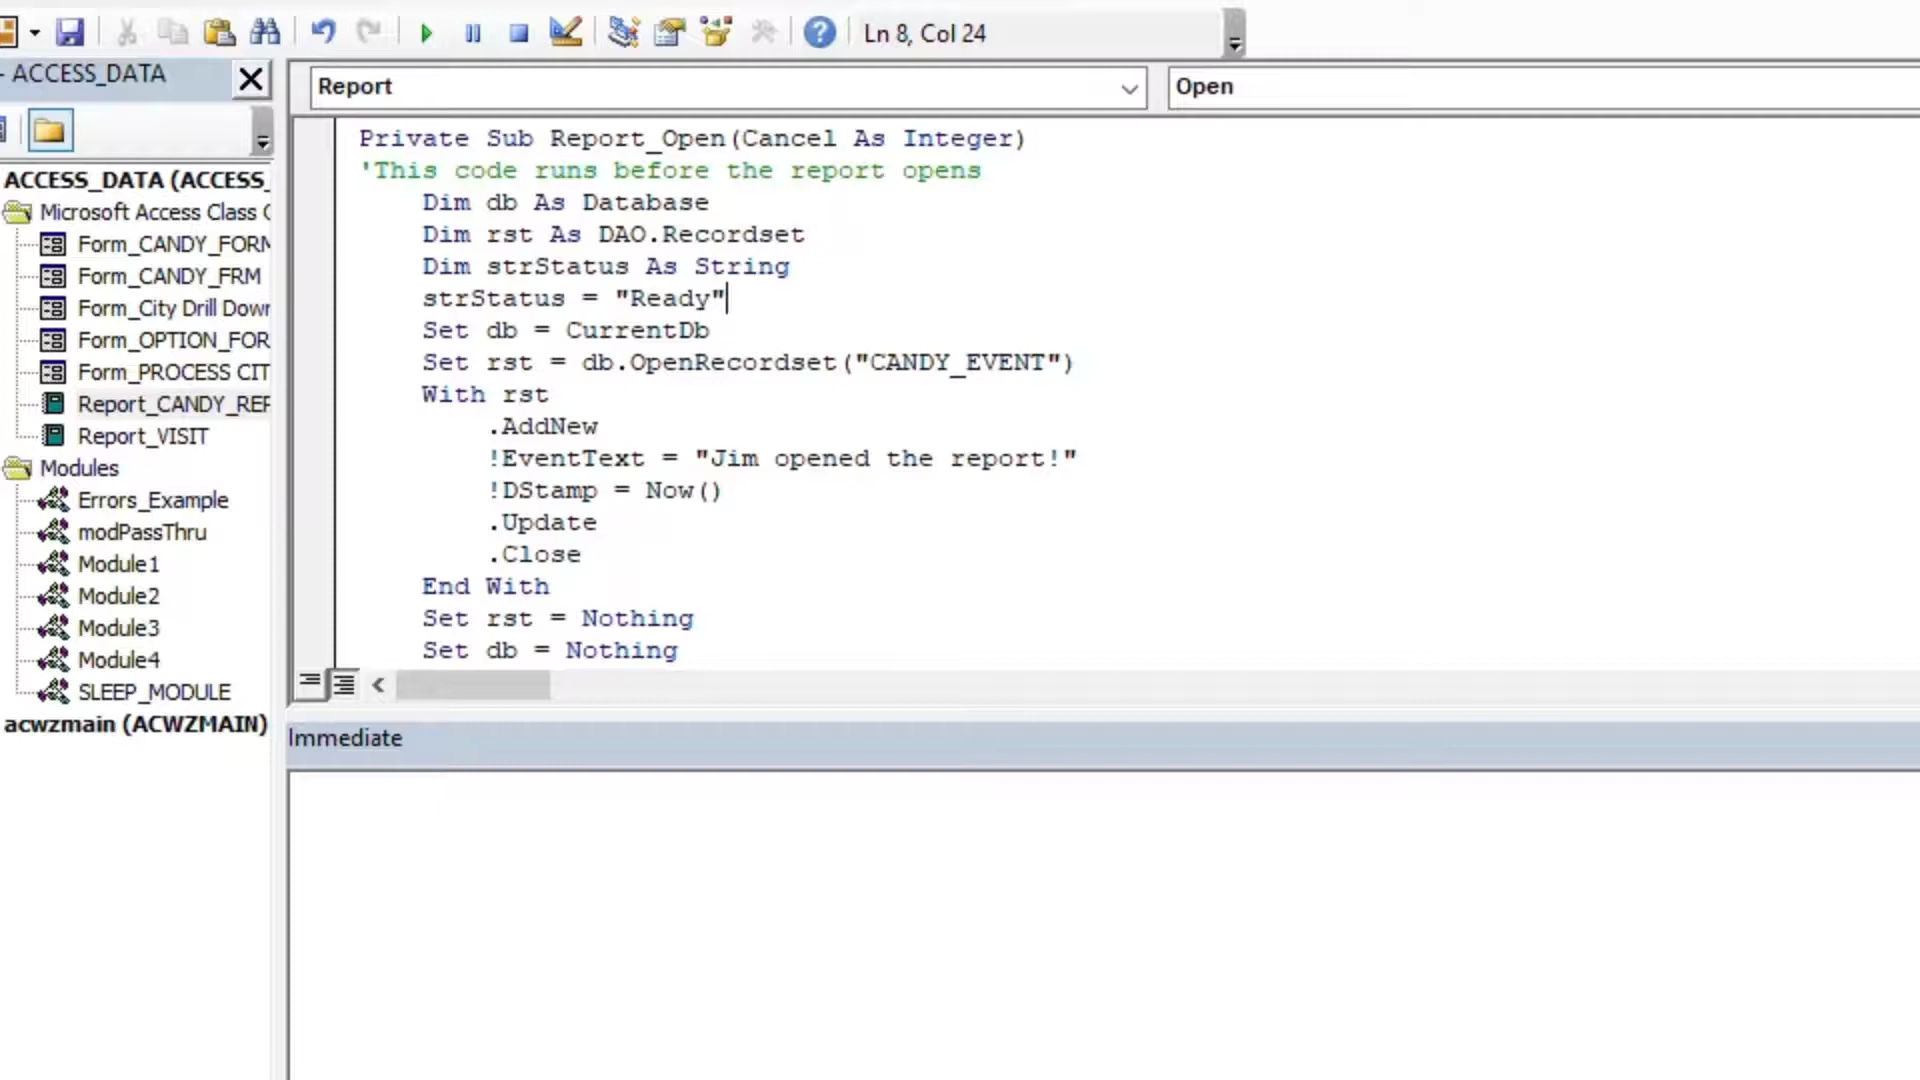 Ln 8, Col 24
- ACCESS_DATA
Report
Open
ACCESS_DATA (ACCESS_
Microsoft Access Class
Form_CANDY_FORM
Form_CANDY_FRM
Form_City Drill Down
Form_OPTION_FOR
Form_PROCESS CIT
Report_CANDY_REP
Report_VISIT
Modules
Errors_Example
modPassThru
Module1
Module2
Module3
Module4
SLEEP_MODULE
acwzmain (ACWZMAIN)
Private Sub Report_Open(Cancel As Integer)
'This code runs before the report opens
Dim db As Database
Dim rst As DAO.Recordset
Dim strStatus As String
strStatus = "Ready"
Set db = CurrentDb
Set rst = db.OpenRecordset("CANDY_EVENT")
With rst
.AddNew
!EventText = "Jim opened the report!"
!DStamp = Now()
.Update
.Close
End With
Set rst = Nothing
Set db = Nothing
Immediate